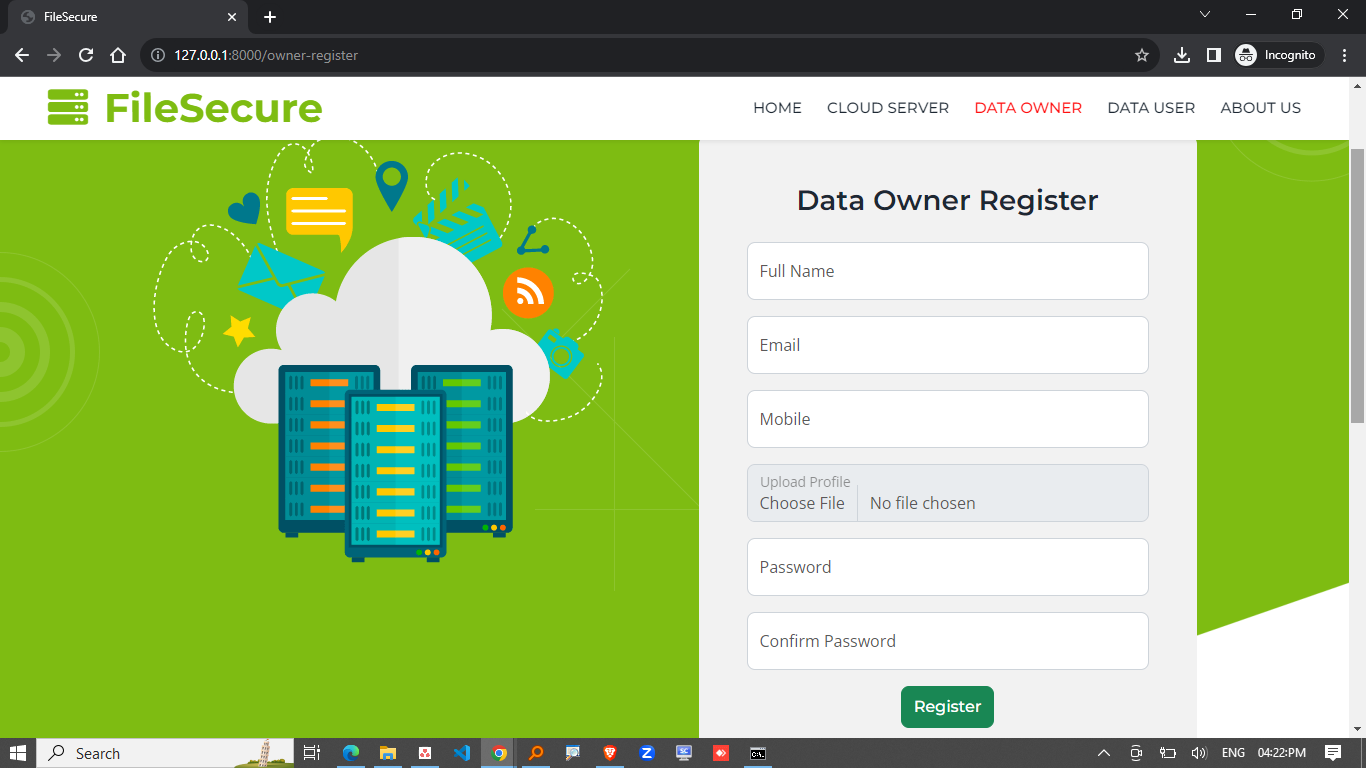 FileSecure
127.0.0.1:8000/owner-register
Incognito
FileSecure
HOME
CLOUD SERVER
DATA OWNER
DATA USER
ABOUT US
Data Owner Register
Full Name
Email
Mobile
Upload Profile
Choose File
No file chosen
Password
Confirm Password
Register
Search
ENG
04:22:PM